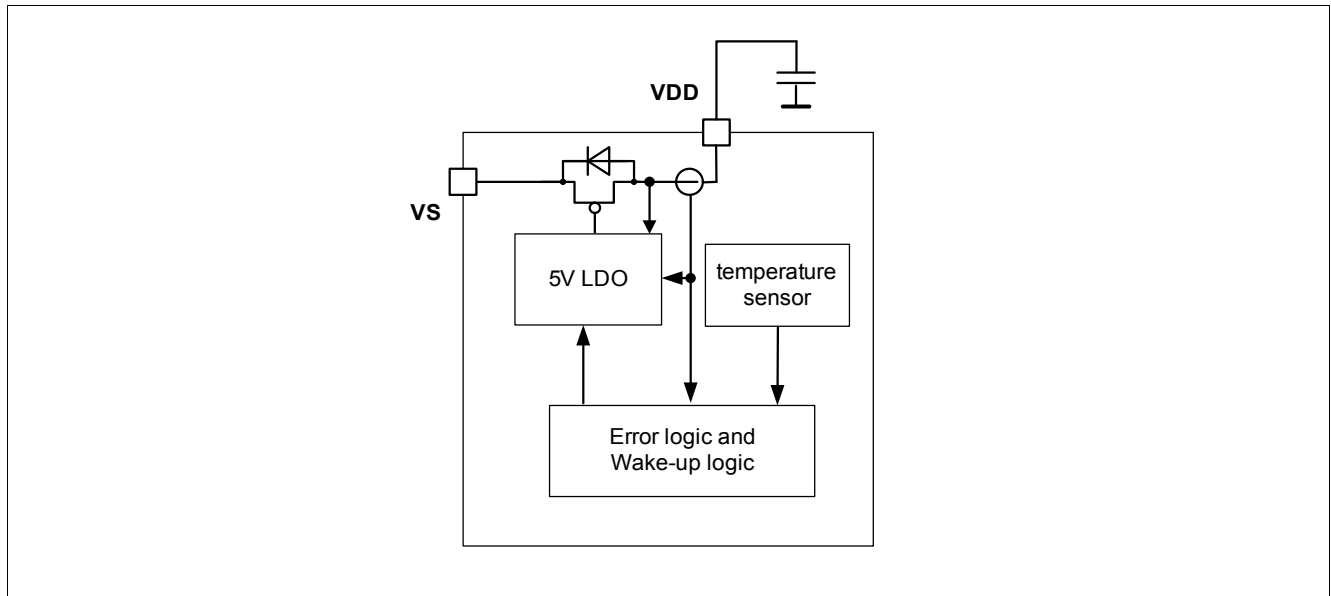 VDD
VS
5V LDO
temperature
sensor
Error logic and
Wake-up logic